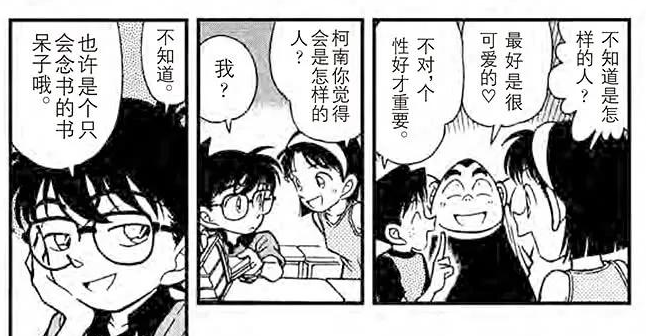 不知道是怎
样的人?
最好是很
可爱的♡
不对,个
性好才重要。
柯南你觉得
会是怎样的
人?
我?
不知道。
也许是个只
会念书的书
呆子哦。